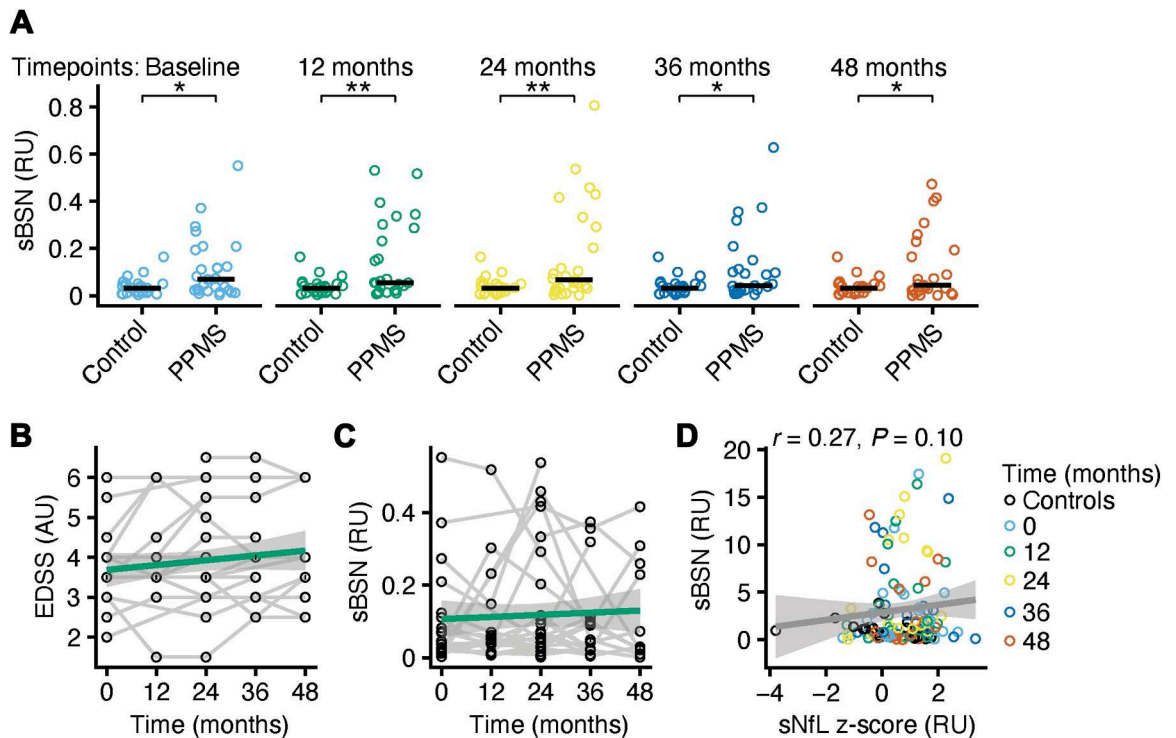 A
Timepoints: Baseline 12 months 24 months 36 months 48 months
* ** ** * *
sBSN (RU)
0.8
0.6
0.4
0.2
0
Control PPMS Control PPMS Control PPMS Control PPMS Control PPMS
B
EDSS (AU)
6
5
4
3
2
0 12 24 36 48
Time (months)
C
sBSN (RU)
0.4
0.2
0
0 12 24 36 48
Time (months)
D
r = 0.27, P = 0.10
sBSN (RU)
20
15
10
5
0
−4 −2 0 2
sNfL z-score (RU)
Time (months)
Controls
0
12
24
36
48